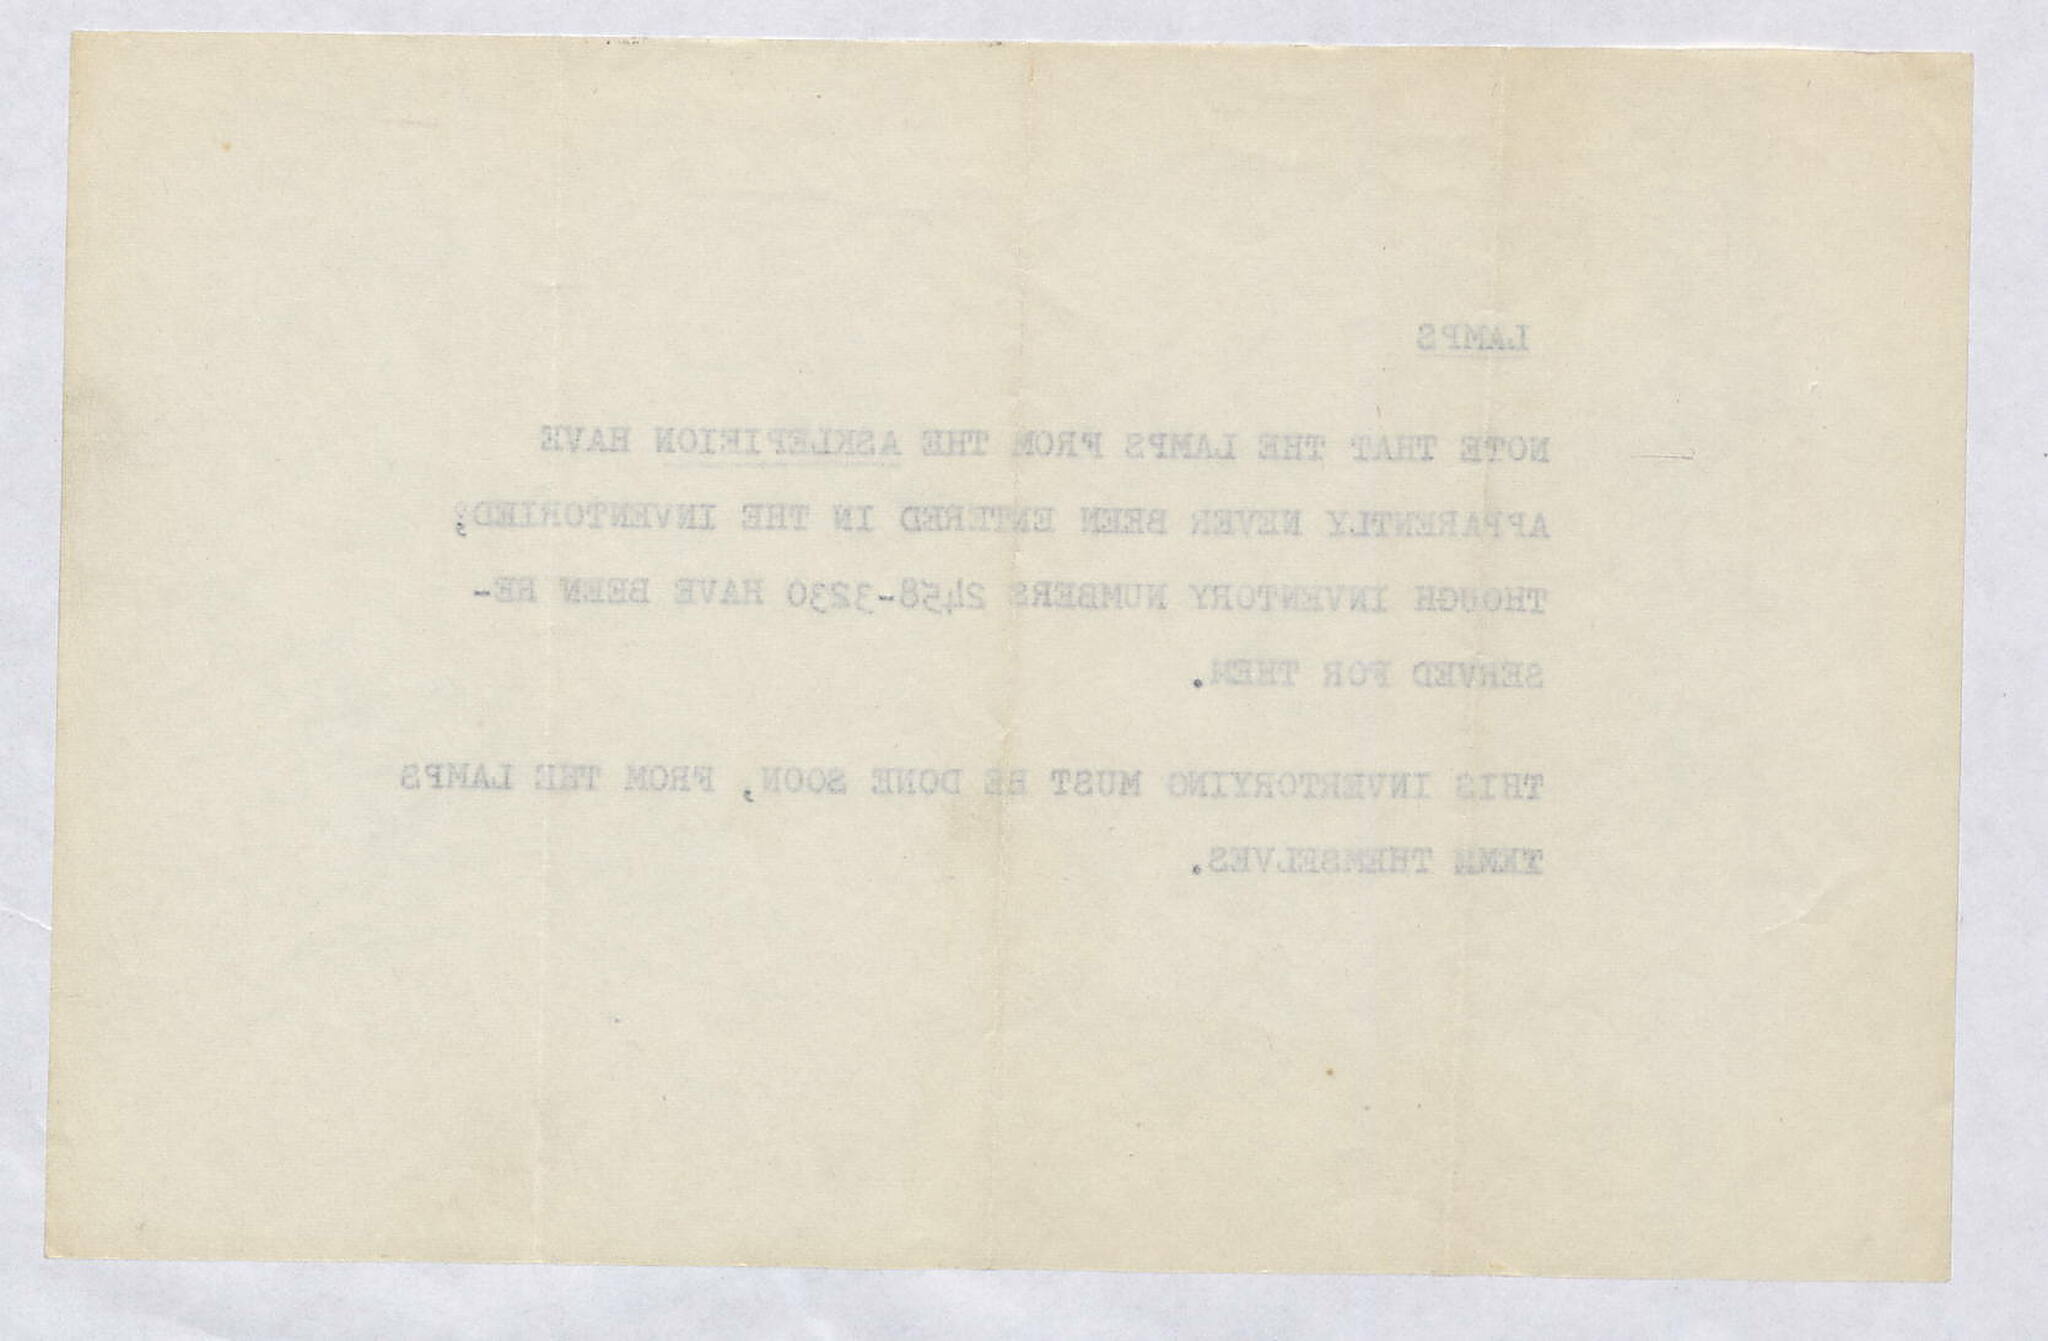 LAMPS
NOTE THAT THE LAMPS FROM THE ASKLEPIEION HAVE
APPARENTLY NEVER BEEN ENTERED IN THE INVENTORIED;
THOUGH INVENTORY NUMBERS 2458-3230 HAVE BEEN RE-
SERVED FOR THEM.
THIS INVERTORYING MUST BE DONE SOON, FROM THE LAMPS
THEMSELVES.